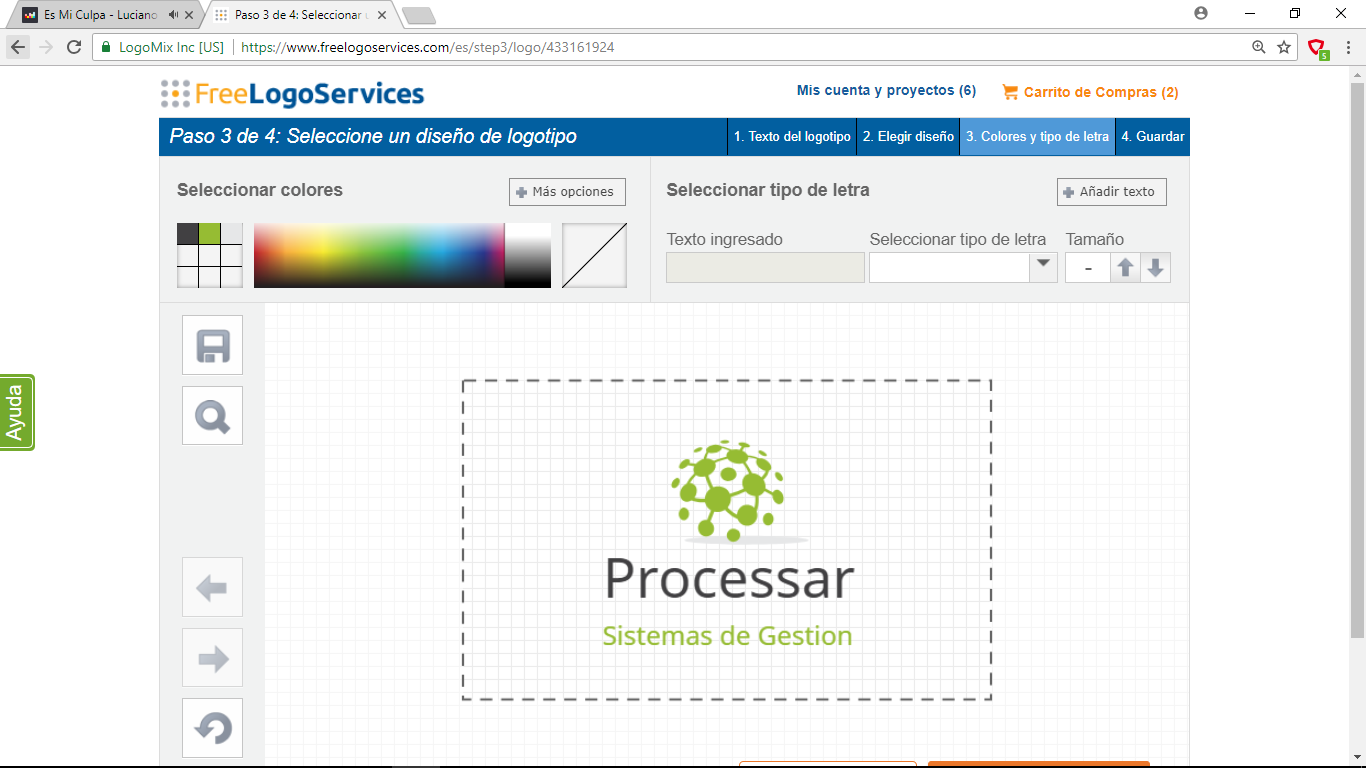 Es Mi Culpa - Luciano
Paso 3 de 4: Seleccionar u
LogoMix Inc [US] https://www.freelogoservices.com/es/step3/logo/433161924
5
FreeLogoServices
Mis cuenta y proyectos (6)
Carrito de Compras (2)
Paso 3 de 4: Seleccione un diseño de logotipo
1. Texto del logotipo
2. Elegir diseño
3. Colores y tipo de letra
4. Guardar
Seleccionar colores
Más opciones
Seleccionar tipo de letra
Añadir texto
Texto ingresado
Seleccionar tipo de letra
Tamaño
-
Ayuda
Processar
Sistemas de Gestion